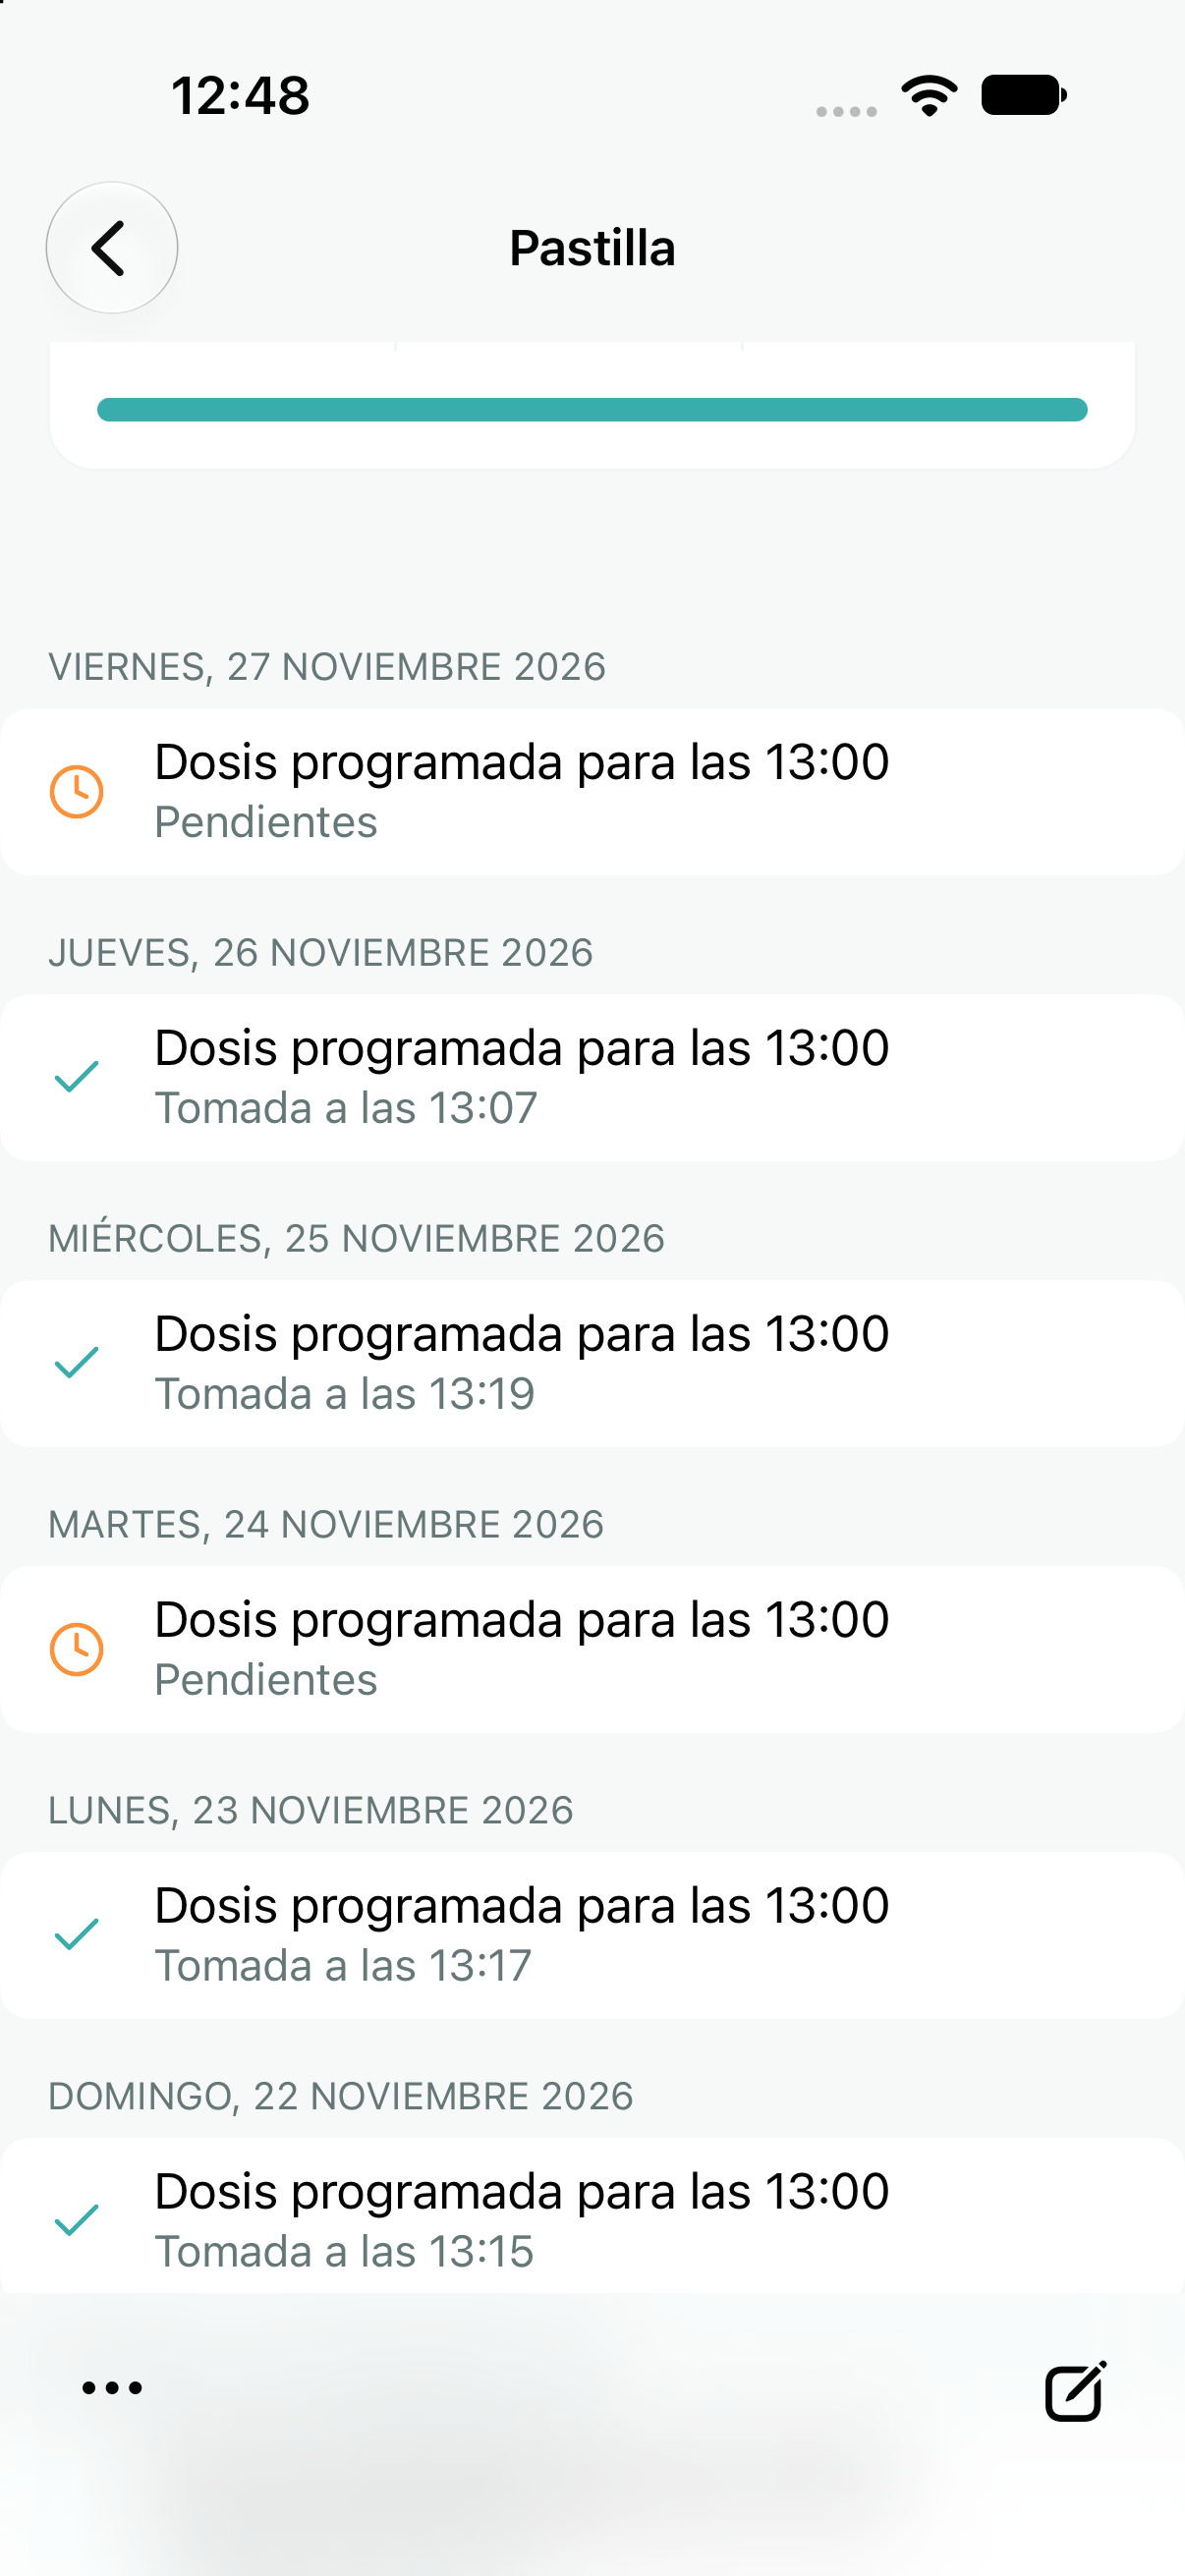 12:48
Pastilla
VIERNES, 27 NOVIEMBRE 2026
Dosis programada para las 13:00
Pendientes
JUEVES, 26 NOVIEMBRE 2026
Dosis programada para las 13:00
Tomada a las 13:07
MIÉRCOLES, 25 NOVIEMBRE 2026
Dosis programada para las 13:00
Tomada a las 13:19
MARTES, 24 NOVIEMBRE 2026
Dosis programada para las 13:00
Pendientes
LUNES, 23 NOVIEMBRE 2026
Dosis programada para las 13:00
Tomada a las 13:17
DOMINGO, 22 NOVIEMBRE 2026
Dosis programada para las 13:00
Tomada a las 13:15